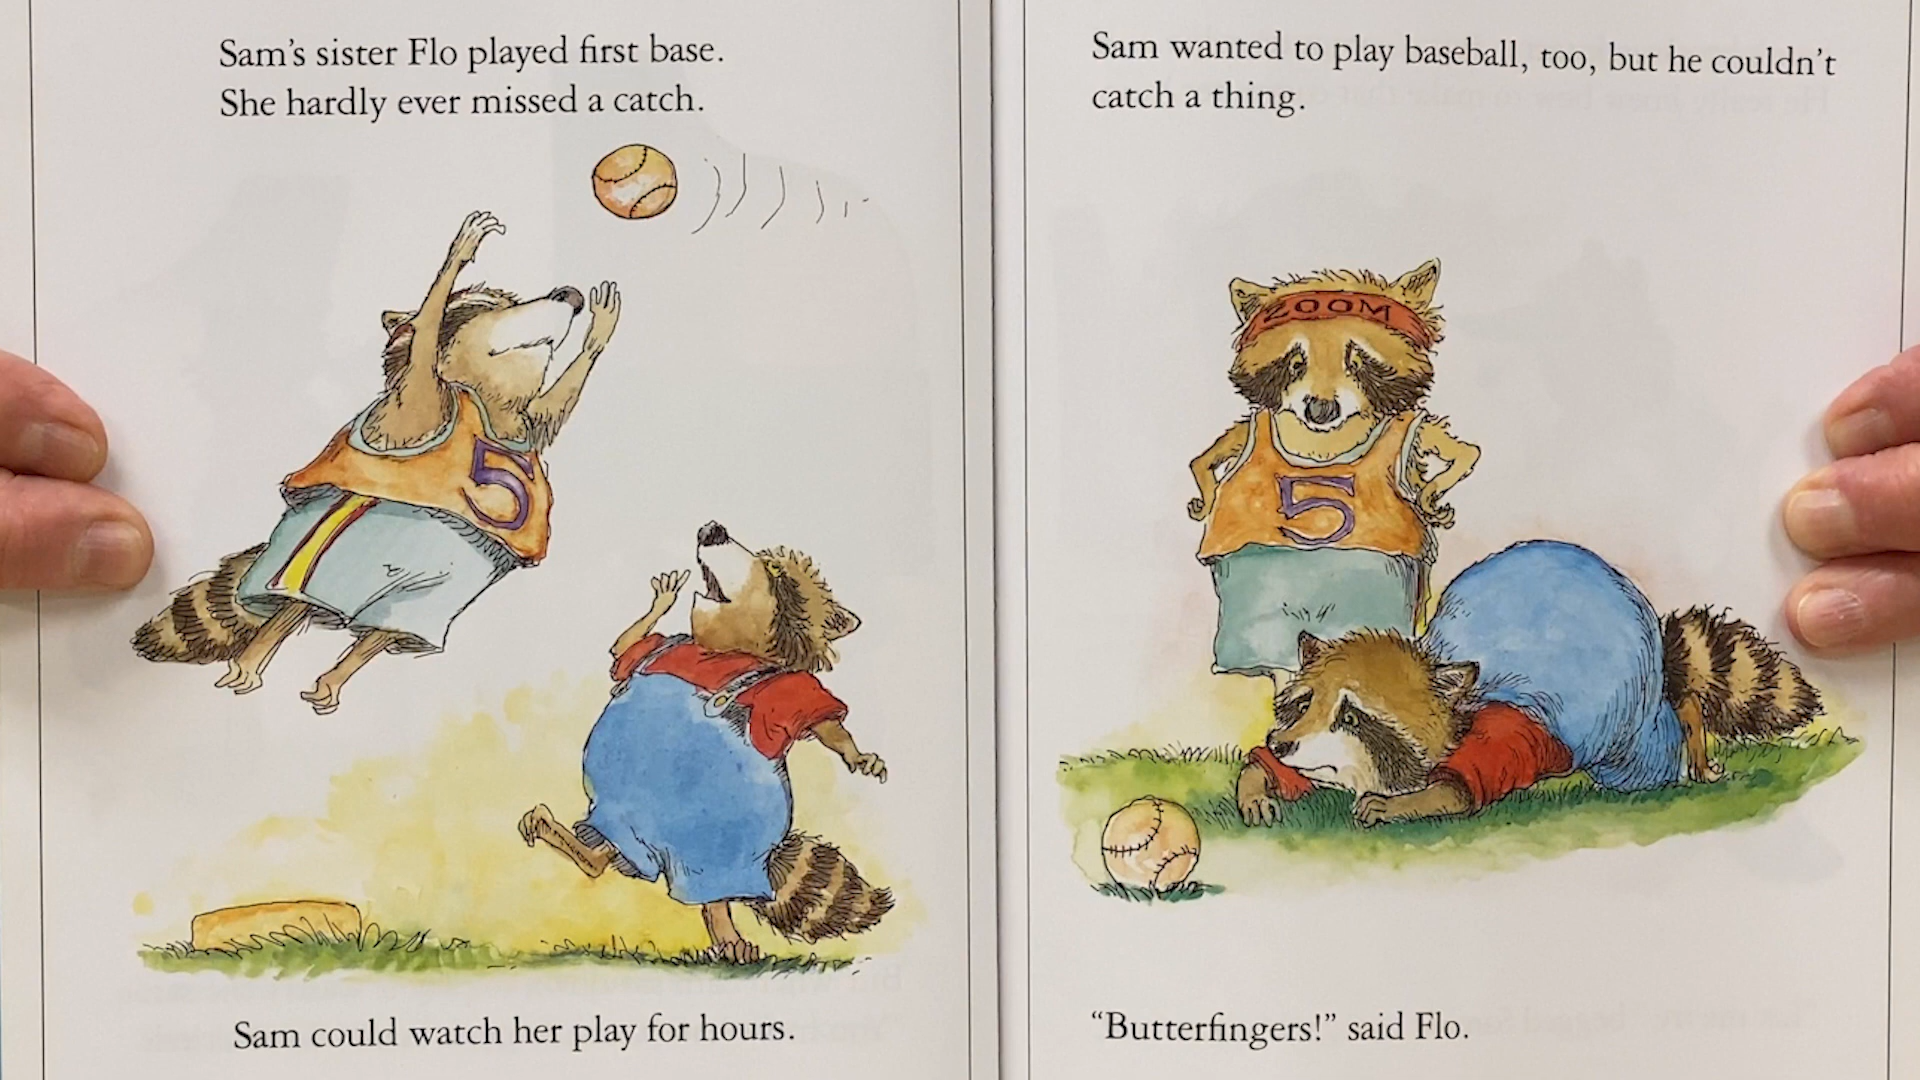 Sam's sister Flo played first base.
She hardly ever missed a catch.
5
Sam could watch her play for hours.
Sam wanted to play baseball, too, but he couldn't
catch a thing.
ZOOM
5
"Butterfingers!" said Flo.